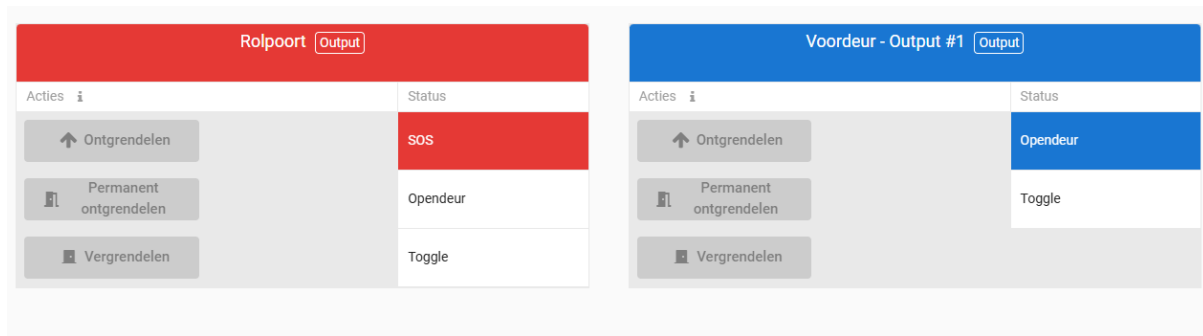 Rolpoort Output
Acties i Status
Ontgrendelen
SOS
Permanent
ontgrendelen
Opendeur
Vergrendelen
Toggle
Voordeur - Output #1 Output
Acties i Status
Ontgrendelen
Opendeur
Permanent
ontgrendelen
Toggle
Vergrendelen